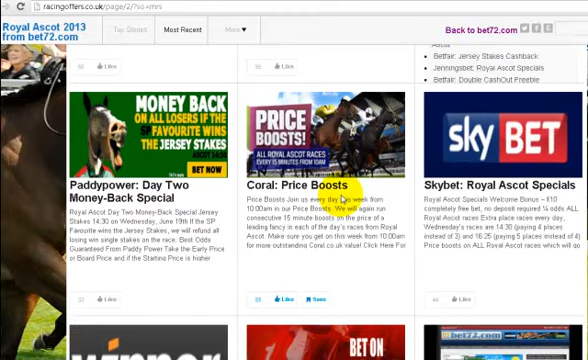 racingoffers.co.uk/page/2/?so=mrs
Royal Ascot 2013
from bet72.com
Top Stories
Most Recent
More
Back to bet72.com
Like
Like
Betfair: Jersey Stakes Cashback
Jenningsbet: Royal Ascot Specials
Betfair: Double CashOut Freebie
MONEY BACK
ON ALL LOSERS IF THE
SP FAVOURITE WINS
THE JERSEY STAKES
ASCOT 14:30
BET NOW
Paddypower: Day Two
Money-Back Special
Royal Ascot Day Two Money-Back Special Jersey
Stakes 14.30 on Wednesday, June 19th If the SP
Favourite wins the Jersey Stakes, we will refund all
losing win single stakes on the race. Best Odds
Guaranteed From Paddy Power Take the Early Price
or Board Price and if the Starting Price is higher
Like
PRICE
BOOSTS!
ALL ROYAL ASCOT RACES
EVERY 15 MINUTES FROM 10AM
Coral: Price Boosts
Price Boosts Join us every day this week from
10:00am in our Price Boosts. We will again run
consecutive 15 minute boosts on the price of a
leading fancy in each of the day's races from Royal
Ascot. Make sure you get on this week from 10:00am
for more outstanding Coral.co.uk value! Click Here For
Like
Save
sky BET
Skybet: Royal Ascot Specials
Royal Ascot Specials Welcome Bonus – £10
completely free bet, no deposit required ¼ odds ALL
Royal Ascot races Extra place races every day,
Wednesday's are 14:30 (paying 4 places
instead of 3) and 16:25 (paying 5 places instead of 4)
Price boosts on ALL Royal Ascot races which will go
Like
winner
BET ON
bet72.com